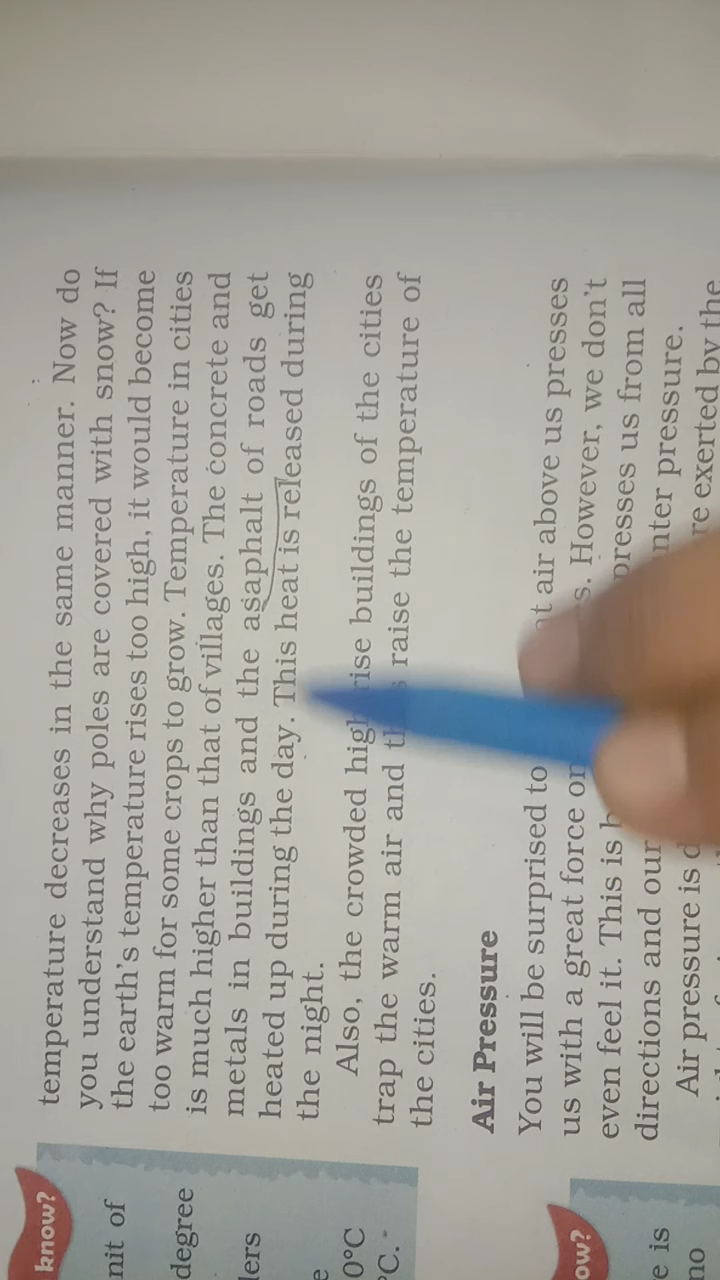 temperature decreases in the same manner. Now do
you understand why poles are covered with snow? If
the earth's temperature rises too high, it would become
too warm for some crops to grow. Temperature in cities
is much higher than that of villages. The concrete and
metals in buildings and the asaphalt of roads get
heated up during the day. This heat is released during
the night.
Also, the crowded high rise buildings of the cities
trap the warm air and raise the temperature of
the cities.
Air Pressure
You will be surprised to air above us presses
us with a great force However, we don't
even feel it. This is presses us from all
directions and our pressure.
Air pressure is exerted by the
know?
nit of
degree
0°C
°C.
ow?
e is
no